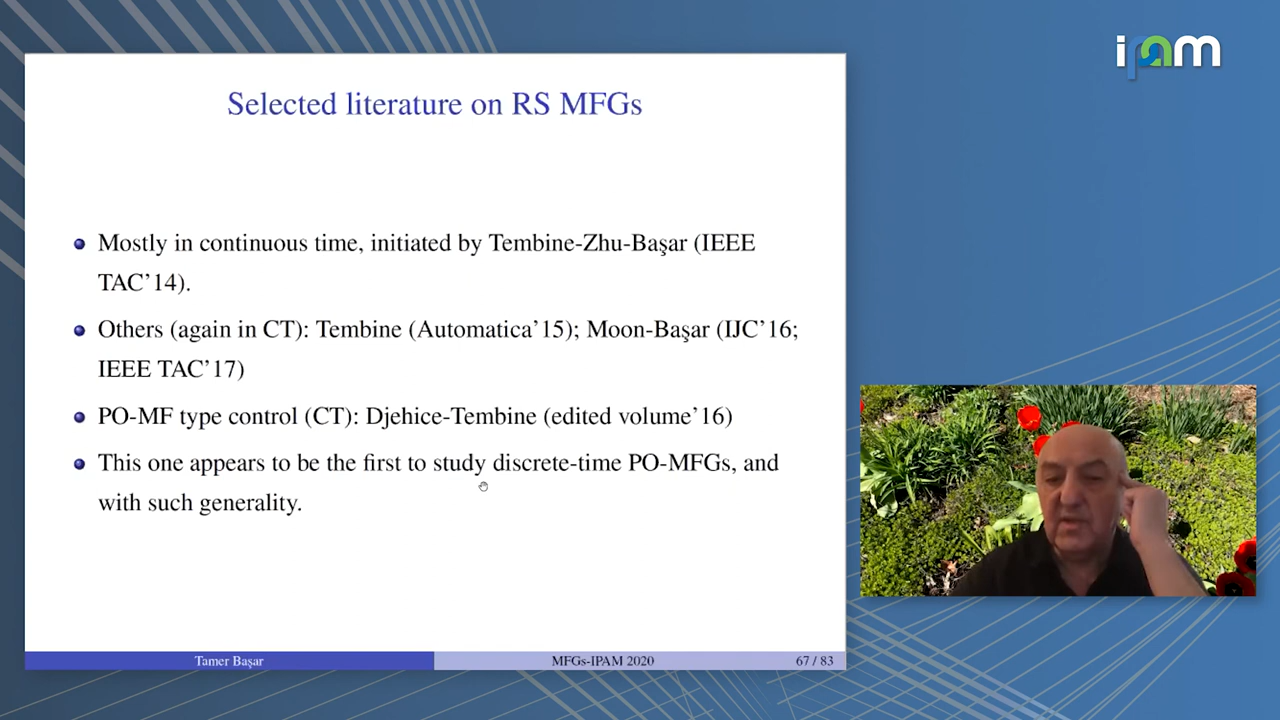 ipam
Selected literature on RS MFGs
Mostly in continuous time, initiated by Tembine-Zhu-Başar (IEEE
TAC’14).
Others (again in CT): Tembine (Automatica’15); Moon-Başar (IJC’16;
IEEE TAC’17)
PO-MF type control (CT): Djehice-Tembine (edited volume’16)
This one appears to be the first to study discrete-time PO-MFGs, and
with such generality.
Tamer Başar
MFGs-IPAM 2020
67 / 83